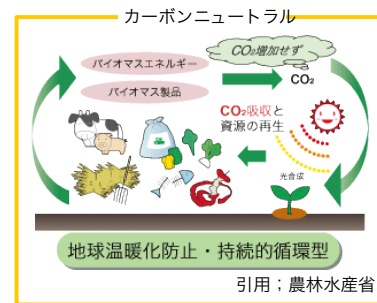 カーボンニュートラル
CO₂増加せず
バイオマスエネルギー
CO₂
バイオマス製品
CO₂吸収と
資源の再生
光合成
地球温暖化防止・持続的循環型
引用；農林水産省